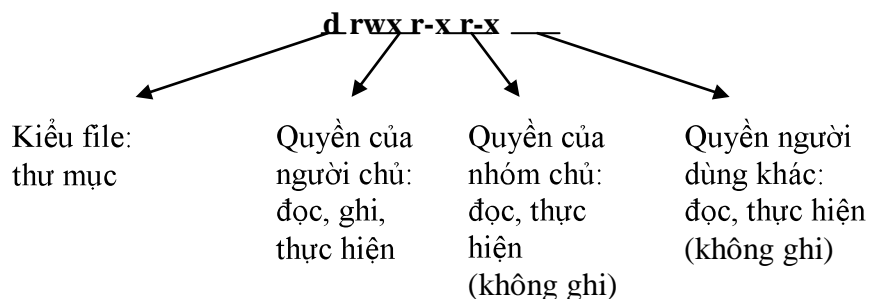 d rwx r-x r-x
Kiểu file:
thư mục
Quyền của
người chủ:
đọc, ghi,
thực hiện
Quyền của
nhóm chủ:
đọc, thực
hiện
(không ghi)
Quyền người
dùng khác:
đọc, thực hiện
(không ghi)